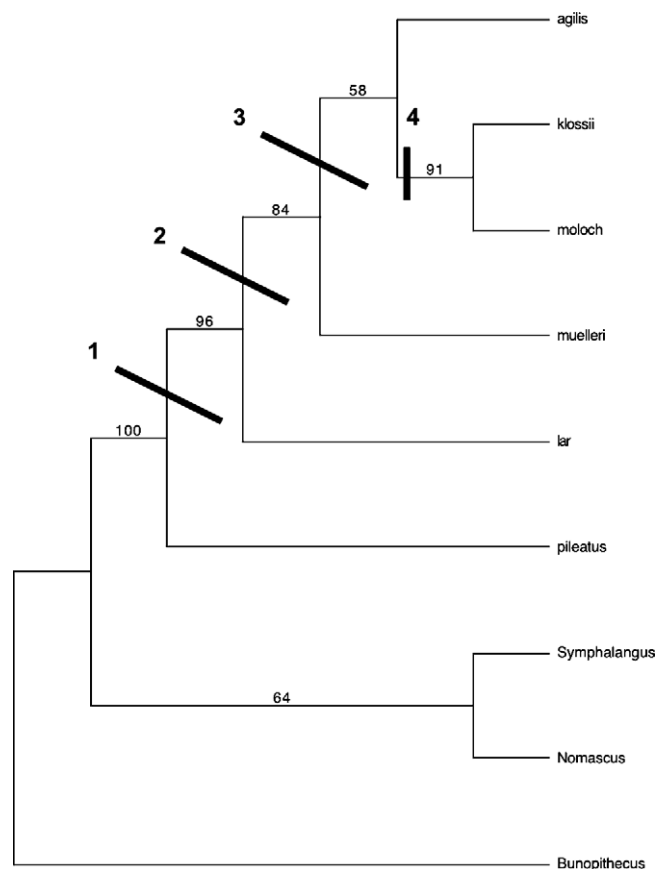 agilis
58
3
4
klossii
91
84
moloch
2
96
muelleri
1
100
lar
pileatus
Symphalangus
64
Nomascus
Bunopithecus